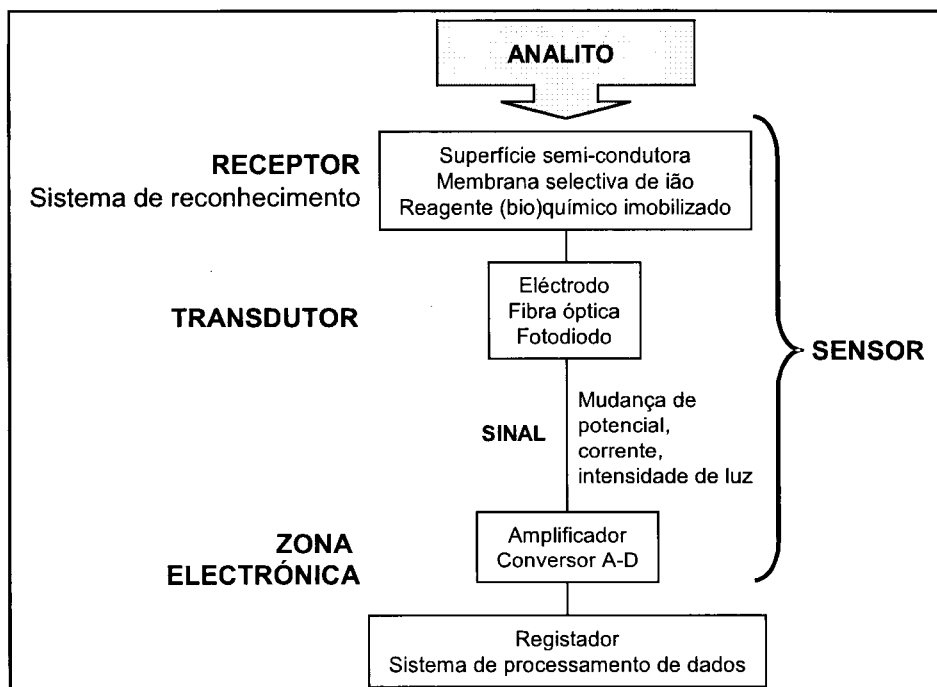 ANALITO
RECEPTOR
Sistema de reconhecimento
Superfície semi-condutora
Membrana selectiva de ião
Reagente (bio)químico imobilizado
TRANSDUTOR
Eléctrodo
Fibra óptica
Fotodiodo
SENSOR
SINAL
Mudança de
potencial,
corrente,
intensidade de luz
ZONA
ELECTRÓNICA
Amplificador
Conversor A-D
Registador
Sistema de processamento de dados